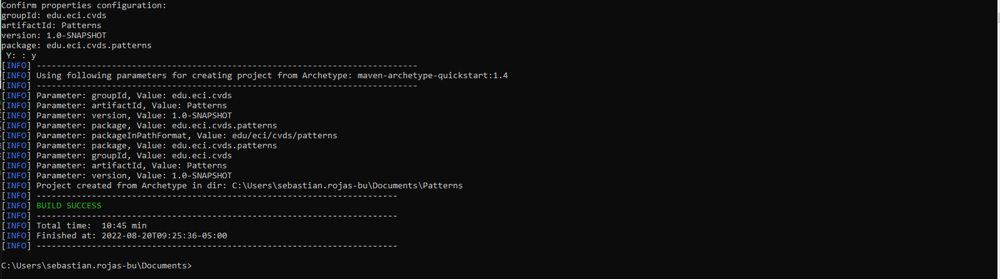 Confirm properties configuration:
groupId: edu.eci.cvds
artifactId: Patterns
version: 1.0-SNAPSHOT
package: edu.eci.cvds.patterns
 Y: : y
[INFO] ----------------------------------------------------------------------------
[INFO] Using following parameters for creating project from Archetype: maven-archetype-quickstart:1.4
[INFO] ----------------------------------------------------------------------------
[INFO] Parameter: groupId, Value: edu.eci.cvds
[INFO] Parameter: artifactId, Value: Patterns
[INFO] Parameter: version, Value: 1.0-SNAPSHOT
[INFO] Parameter: package, Value: edu.eci.cvds.patterns
[INFO] Parameter: packageInPathFormat, Value: edu/eci/cvds/patterns
[INFO] Parameter: package, Value: edu.eci.cvds.patterns
[INFO] Parameter: groupId, Value: edu.eci.cvds
[INFO] Parameter: artifactId, Value: Patterns
[INFO] Parameter: version, Value: 1.0-SNAPSHOT
[INFO] Project created from Archetype in dir: C:\Users\sebastian.rojas-bu\Documents\Patterns
[INFO] ------------------------------------------------------------------------
[INFO] BUILD SUCCESS
[INFO] ------------------------------------------------------------------------
[INFO] Total time:  10:45 min
[INFO] Finished at: 2022-08-20T09:25:36-05:00
[INFO] ------------------------------------------------------------------------
C:\Users\sebastian.rojas-bu\Documents>